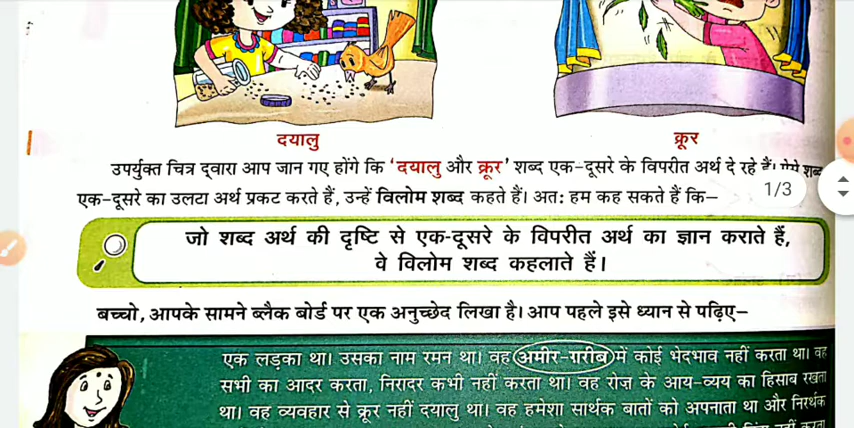 दयालु
क्रूर
उपर्युक्त चित्र द्वारा आप जान गए होंगे कि ‘दयालु और क्रूर’ शब्द एक-दूसरे के विपरीत अर्थ दे रहे हैं।
1/3
एक-दूसरे का उलटा अर्थ प्रकट करते हैं, उन्हें विलोम शब्द कहते हैं। अतः हम कह सकते हैं कि–
जो शब्द अर्थ की दृष्टि से एक-दूसरे के विपरीत अर्थ का ज्ञान कराते हैं,
वे विलोम शब्द कहलाते हैं।
बच्चो, आपके सामने ब्लैक बोर्ड पर एक अनुच्छेद लिखा है। आप पहले इसे ध्यान से पढ़िए–
एक लड़का था। उसका नाम रमन था। वह अमीर-गरीब में कोई भेदभाव नहीं करता था। वह
सभी का आदर करता, निरादर कभी नहीं करता था। वह रोज के आय-व्यय का हिसाब रखता
था। वह व्यवहार से क्रूर नहीं दयालु था। वह हमेशा सार्थक बातों को अपनाता था और निरर्थक